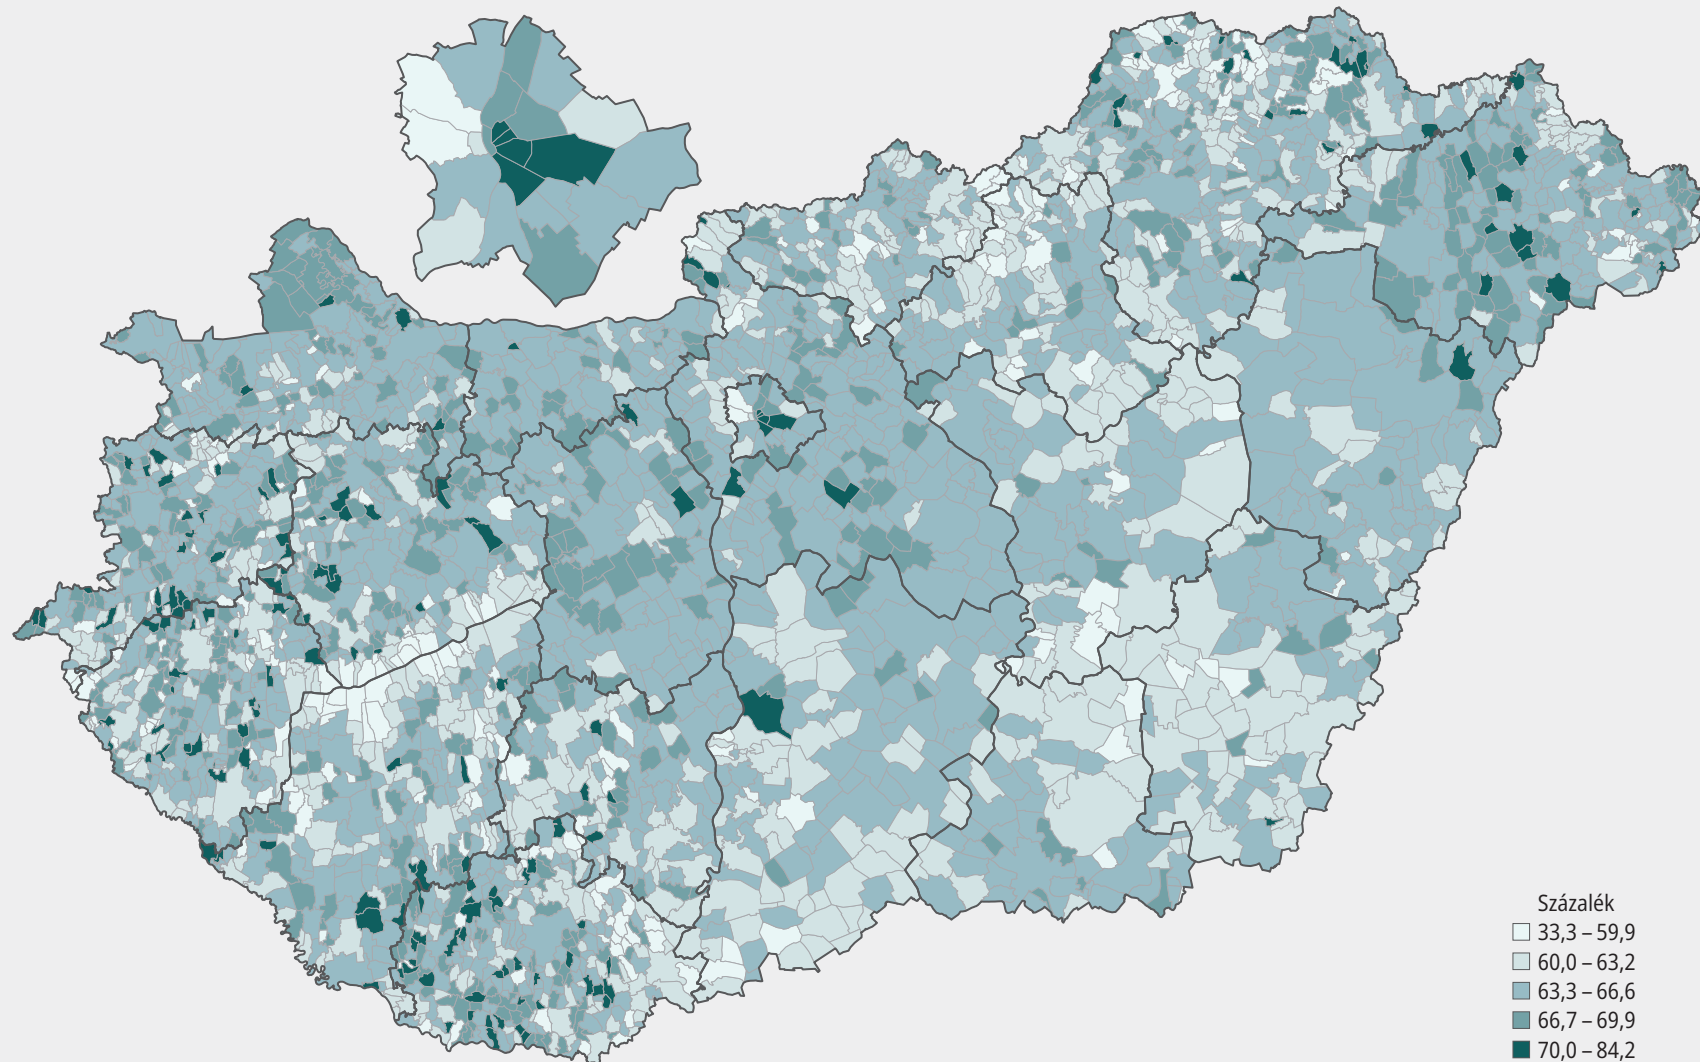 Százalék
33,3 – 59,9
60,0 – 63,2
63,3 – 66,6
66,7 – 69,9
70,0 – 84,2